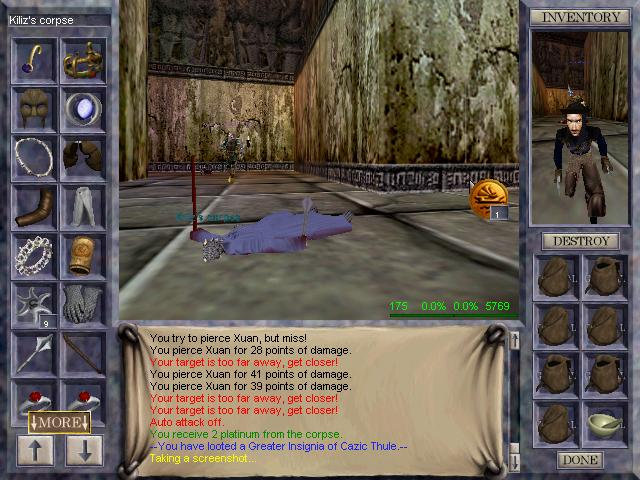 Kiliz's corpse
INVENTORY
Kiliz's corpse
1
DESTROY
175 0.0% 0.0% 5769
9
MORE
You try to pierce Xuan, but miss!
You pierce Xuan for 28 points of damage.
Your target is too far away, get closer!
You pierce Xuan for 41 points of damage.
You pierce Xuan for 39 points of damage.
Your target is too far away, get closer!
Your target is too far away, get closer!
Auto attack off.
You receive 2 platinum from the corpse.
--You have looted a Greater Insignia of Cazic Thule.--
Taking a screenshot...
DONE